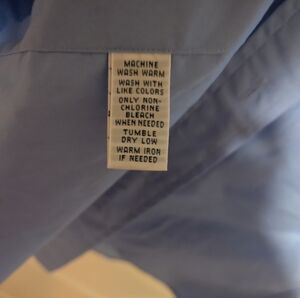 MACHINE
WASH WARM
WASH WITH
LIKE COLORS
ONLY NON-
CHLORINE
BLEACH
WHEN NEEDED
TUMBLE
DRY LOW
WARM IRON
IF NEEDED